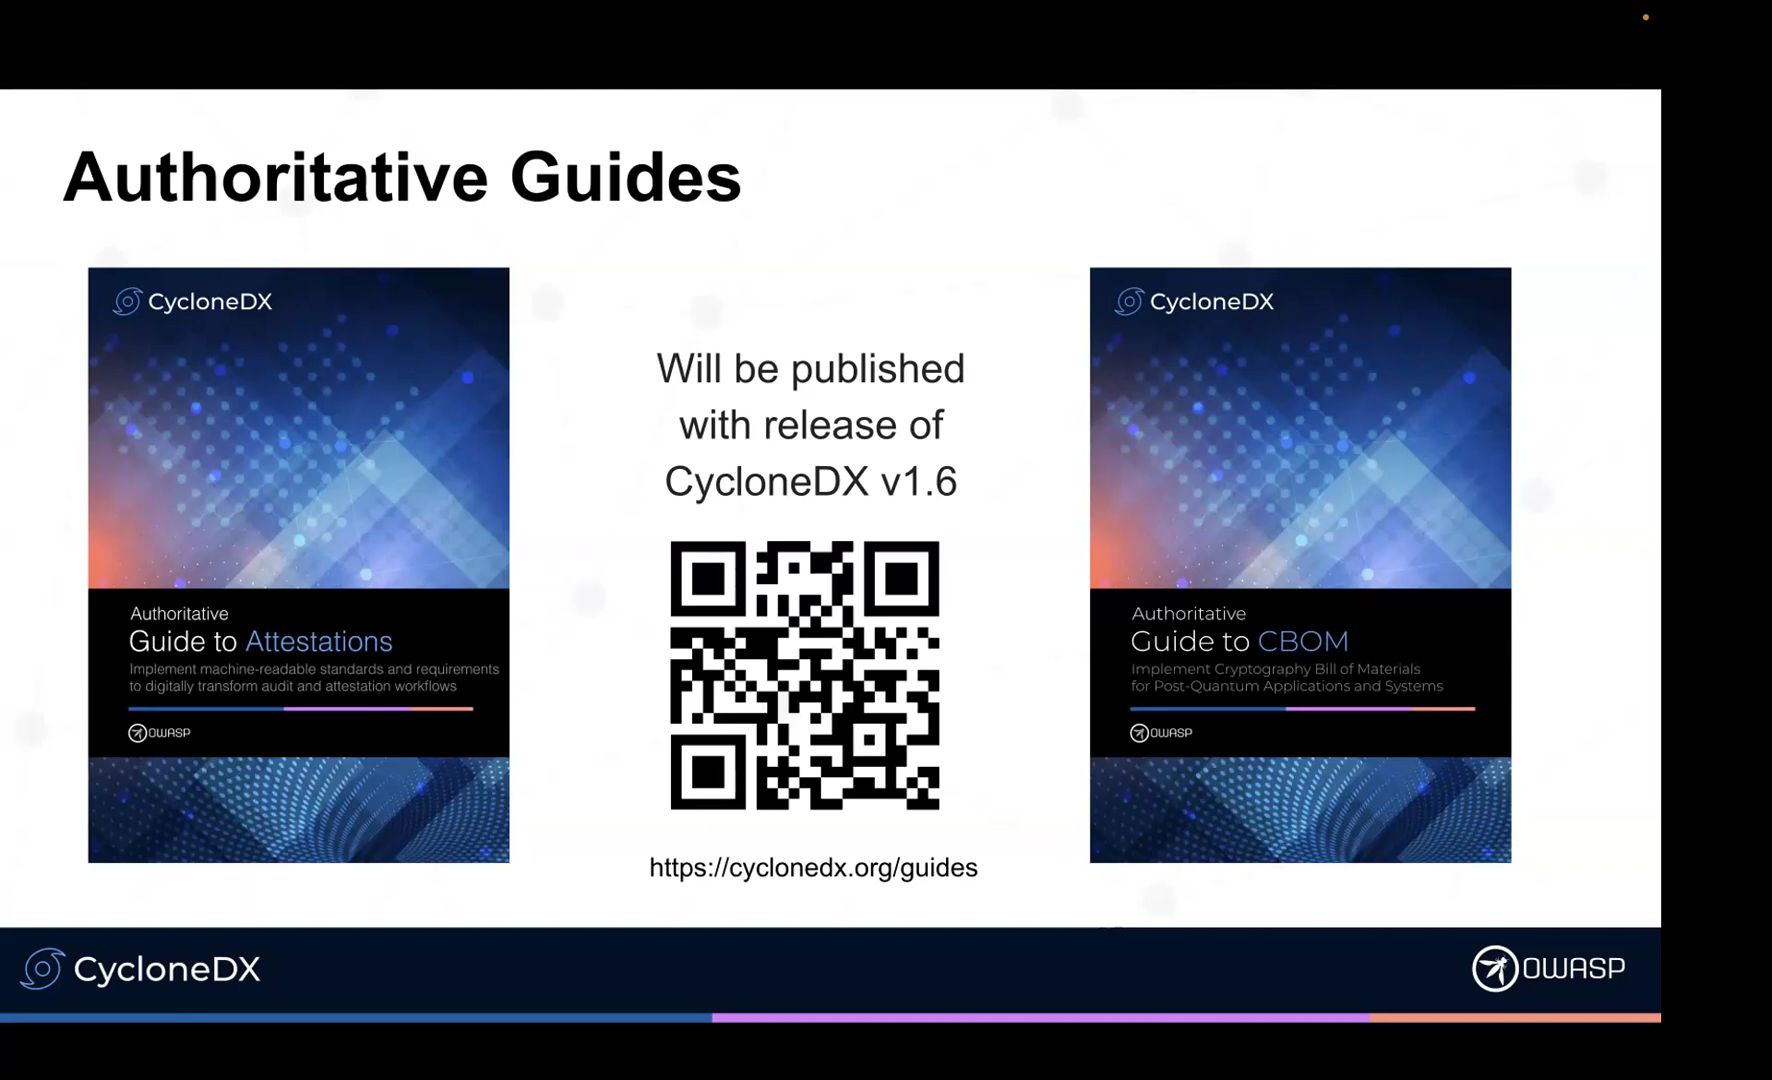 Authoritative Guides
CycloneDX
Authoritative
Guide to Attestations
Implement machine-readable standards and requirements
to digitally transform audit and attestation workflows
OWASP
Will be published
with release of
CycloneDX v1.6
https://cyclonedx.org/guides
CycloneDX
Authoritative
Guide to CBOM
Implement Cryptography Bill of Materials
for Post-Quantum Applications and Systems
OWASP
CycloneDX
OWASP